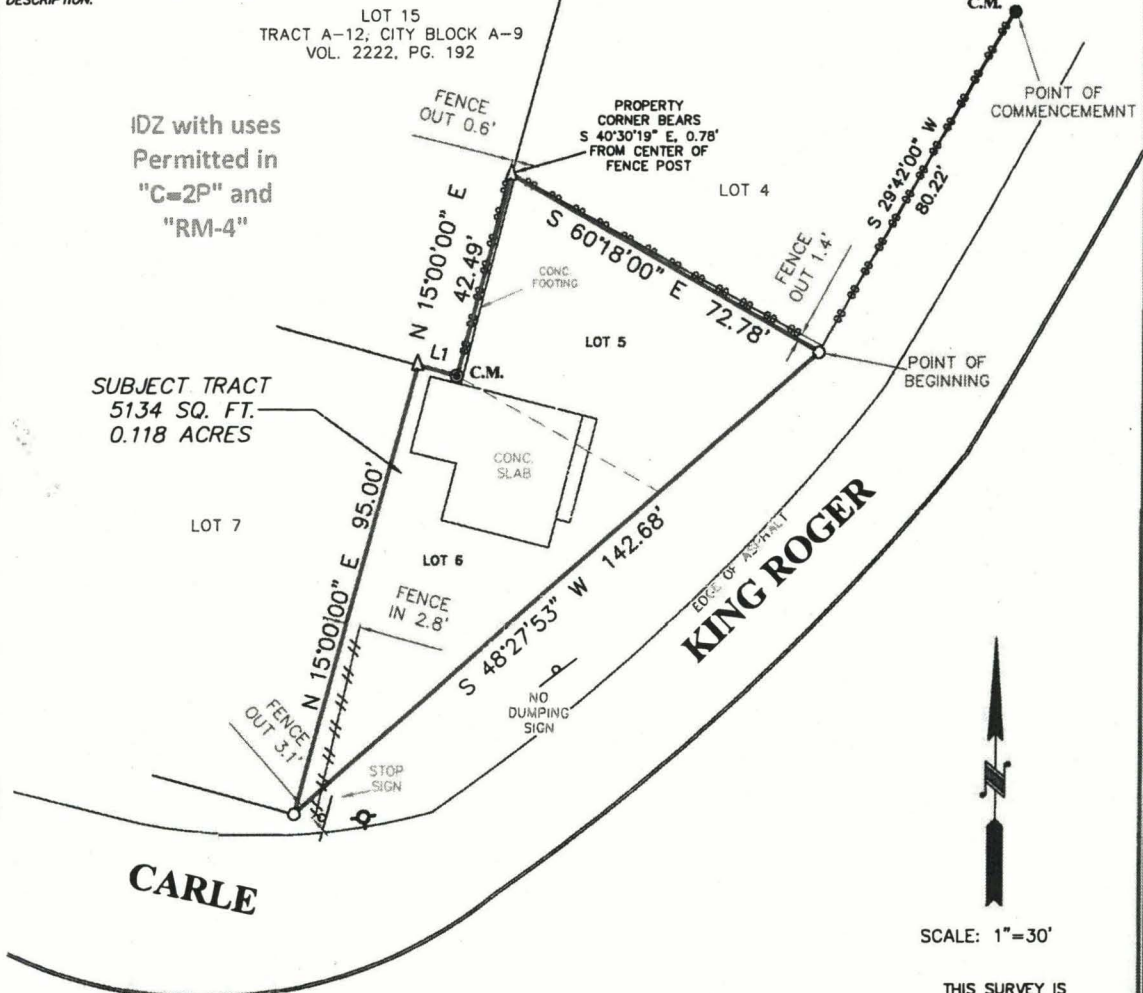 DESCRIPTION.
LOT 15
TRACT A-12, CITY BLOCK A-9
VOL. 2222, PG. 192
C.M.
POINT OF
COMMENCEMEMNT
IDZ with uses
Permitted in
"C=2P" and
"RM-4"
FENCE
OUT 0.6'
PROPERTY
CORNER BEARS
S 40°30'19" E, 0.78'
FROM CENTER OF
FENCE POST
LOT 4
S 29°42'00" W
80.22'
N 15°00'00" E
42.49'
CONC.
FOOTING
S 60°18'00" E 72.78'
FENCE
OUT 1.4'
LOT 5
POINT OF
BEGINNING
L1
C.M.
SUBJECT TRACT
5134 SQ. FT.
0.118 ACRES
CONC.
SLAB
LOT 7
N 15°00'00" E 95.00'
LOT 6
FENCE
IN 2.8'
S 48°27'53" W 142.68'
EDGE OF ASPHALT
KING ROGER
NO
DUMPING
SIGN
FENCE
OUT 3.1'
STOP
SIGN
CARLE
N
SCALE: 1"=30'
THIS SURVEY IS